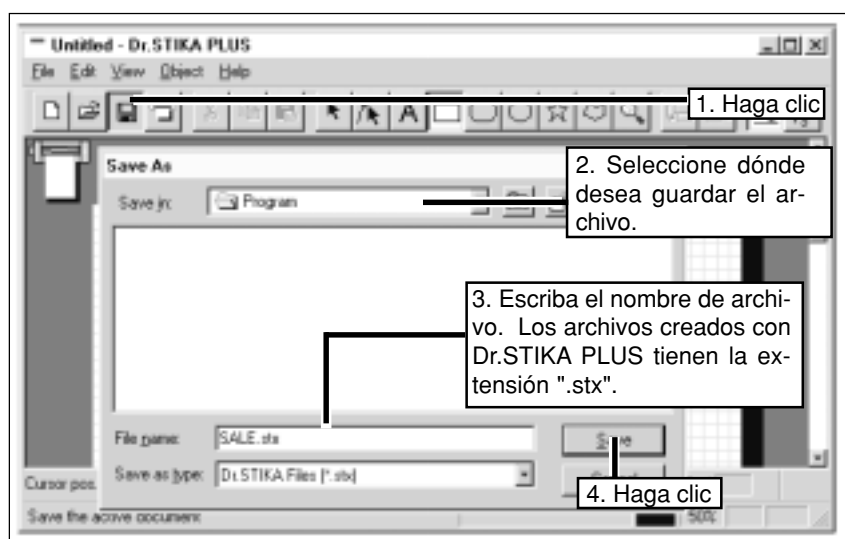 Untitled - Dr.STIKA PLUS
File Edit View Object Help
1. Haga clic
Save As
2. Seleccione dónde
desea guardar el ar-
chivo.
Save in: Program
3. Escriba el nombre de archi-
vo. Los archivos creados con
Dr.STIKA PLUS tienen la ex-
tensión ".stx".
File name: SALE.stx
Save
Save as type: Dr.STIKA Files (*.stx)
4. Haga clic
Cursor pos.
Save the active document
50%